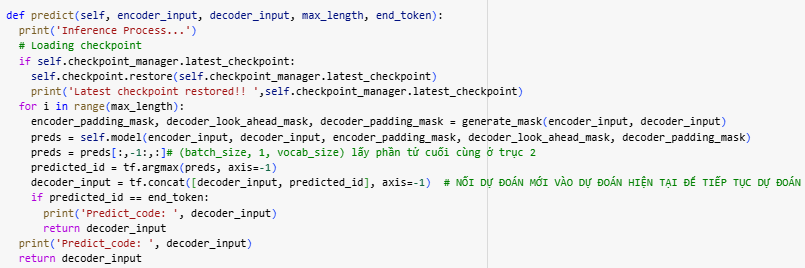 def predict(self, encoder_input, decoder_input, max_length, end_token):
  print('Inference Process...')
  # Loading checkpoint
  if self.checkpoint_manager.latest_checkpoint:
    self.checkpoint.restore(self.checkpoint_manager.latest_checkpoint)
    print('Latest checkpoint restored!! ',self.checkpoint_manager.latest_checkpoint)
  for i in range(max_length):
    encoder_padding_mask, decoder_look_ahead_mask, decoder_padding_mask = generate_mask(encoder_input, decoder_input)
    preds = self.model(encoder_input, decoder_input, encoder_padding_mask, decoder_look_ahead_mask, decoder_padding_mask)
    preds = preds[:,-1:,:]# (batch_size, 1, vocab_size) lấy phần tử cuối cùng ở trục 2
    predicted_id = tf.argmax(preds, axis=-1)
    decoder_input = tf.concat([decoder_input, predicted_id], axis=-1)  # NỐI DỰ ĐOÁN MỚI VÀO DỰ ĐOÁN HIỆN TẠI ĐỂ TIẾP TỤC DỰ ĐOÁN
    if predicted_id == end_token:
      print('Predict_code: ', decoder_input)
      return decoder_input
  print('Predict_code: ', decoder_input)
  return decoder_input